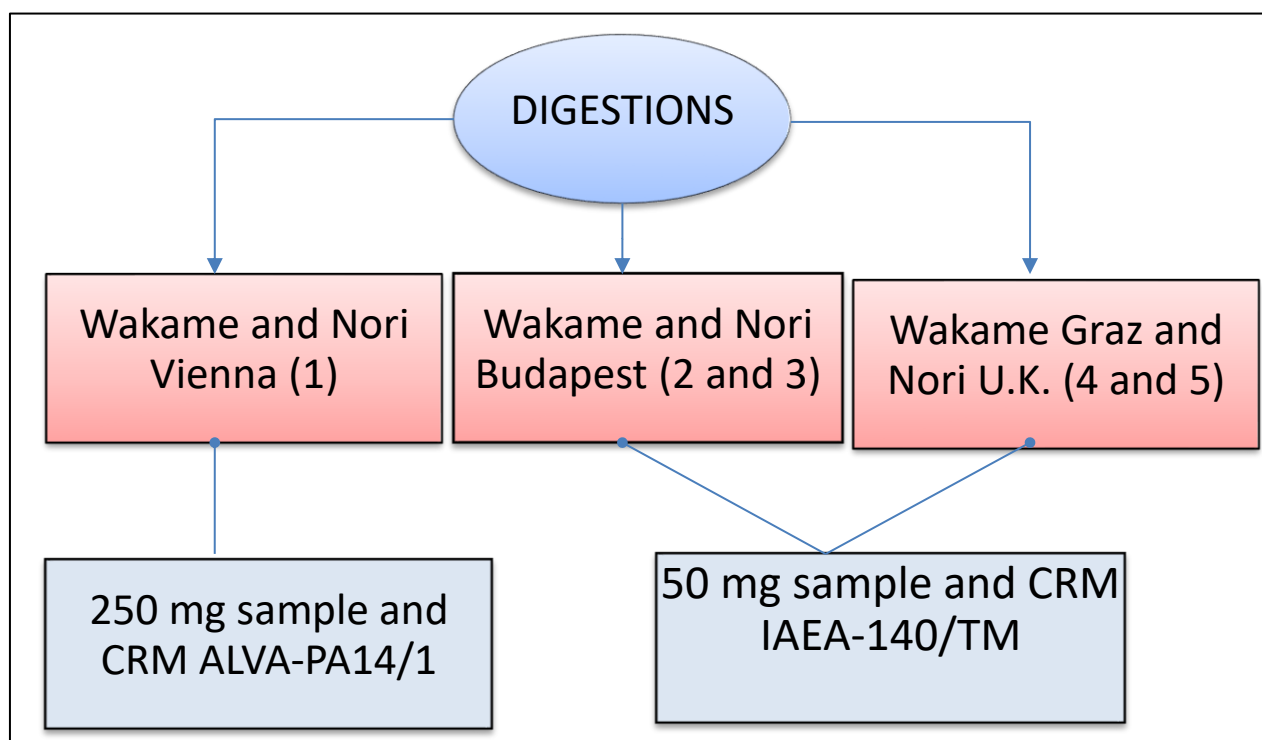 DIGESTIONS
Wakame and Nori
Vienna (1)
Wakame and Nori
Budapest (2 and 3)
Wakame Graz and
Nori U.K. (4 and 5)
250 mg sample and
CRM ALVA-PA14/1
50 mg sample and CRM
IAEA-140/TM